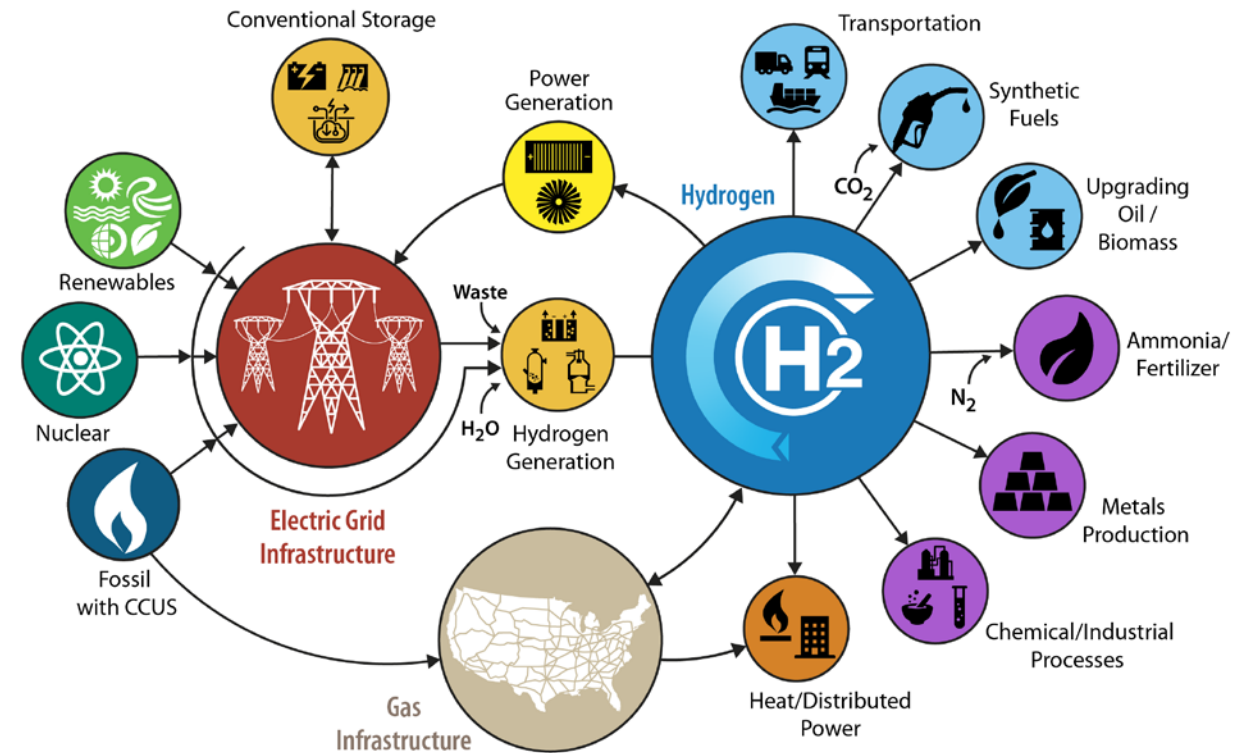 Conventional Storage
Transportation
Power
Generation
Synthetic
Fuels
CO₂
Hydrogen
Upgrading
Oil /
Biomass
Renewables
Waste
H2
Ammonia/
Fertilizer
N₂
Nuclear
H₂O
Hydrogen
Generation
Electric Grid
Infrastructure
Metals
Production
Fossil
with CCUS
Chemical/Industrial
Processes
Heat/Distributed
Power
Gas
Infrastructure